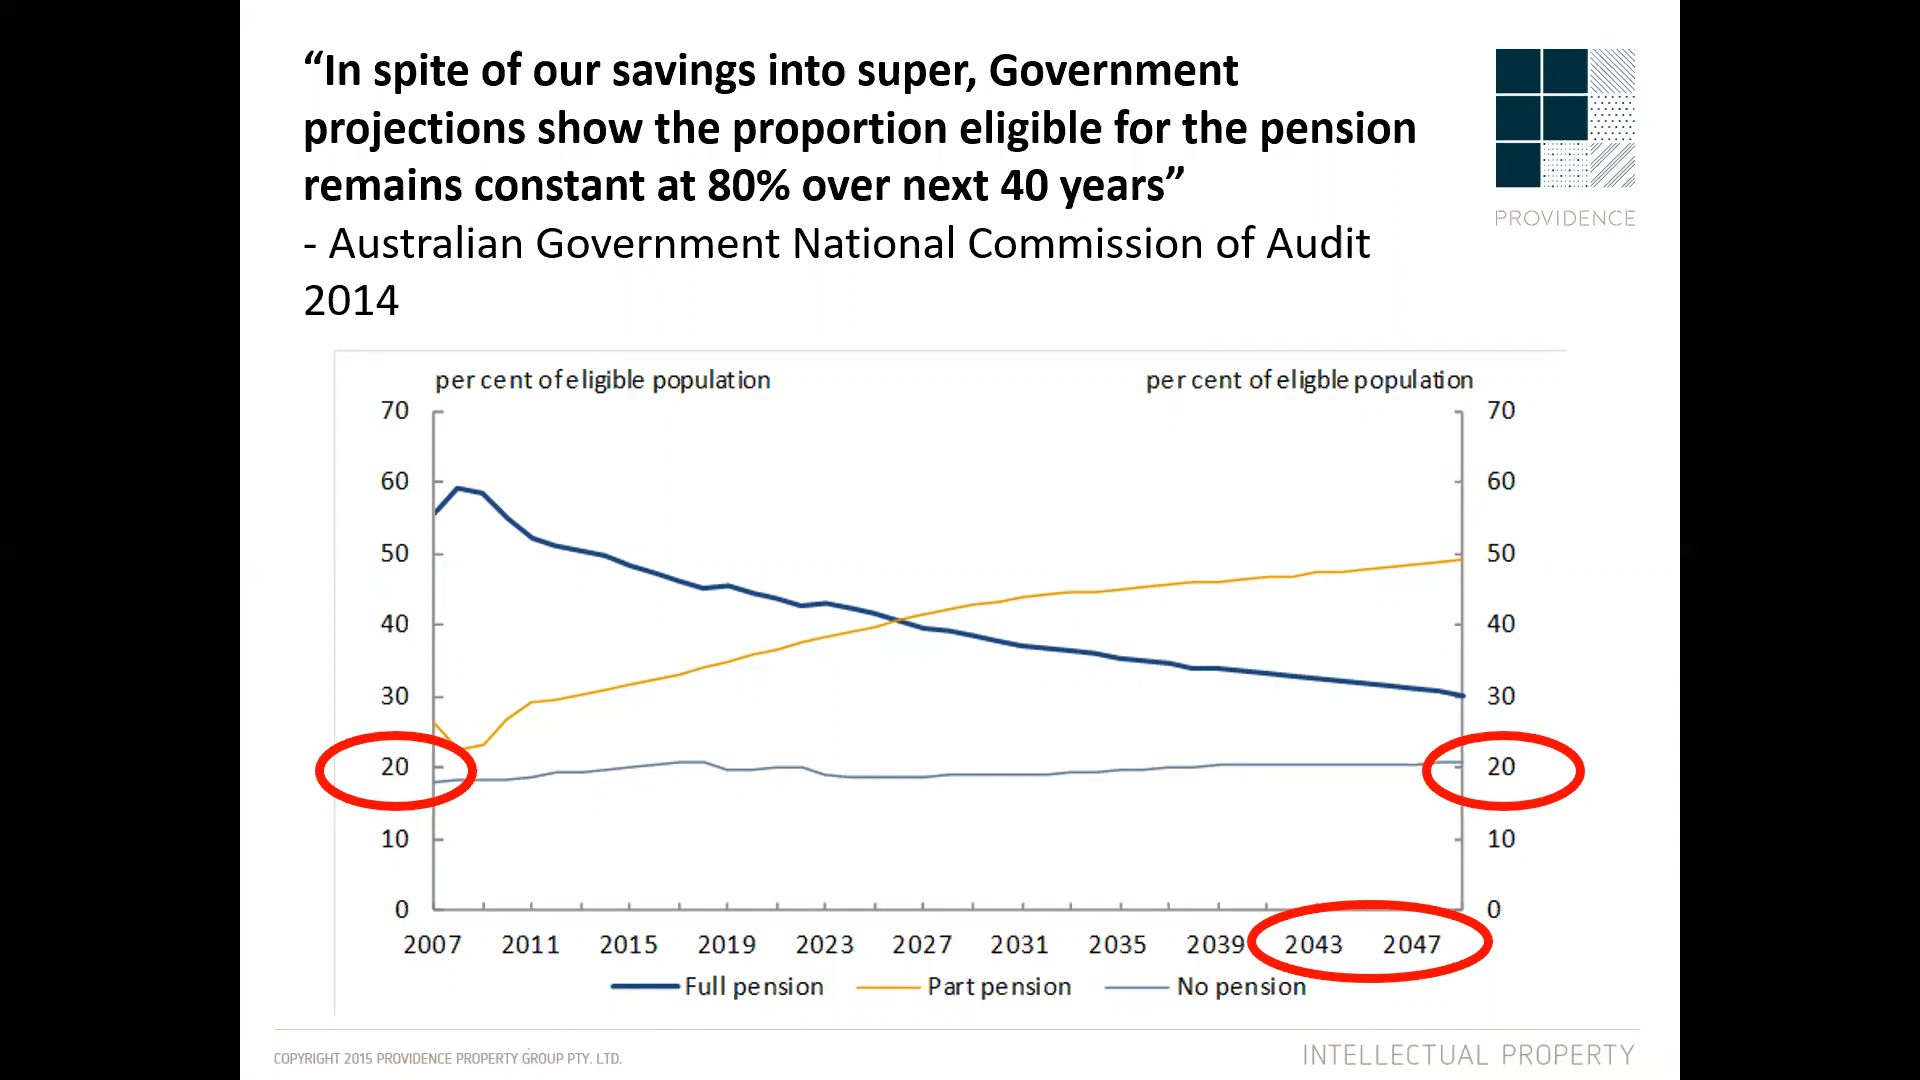 “In spite of our savings into super, Government
projections show the proportion eligible for the pension
remains constant at 80% over next 40 years”
- Australian Government National Commission of Audit
2014
PROVIDENCE
per cent of eligible population
per cent of eligble population
70
70
60
60
50
50
40
40
30
30
20
20
10
10
0
0
2007 2011 2015 2019 2023 2027 2031 2035 2039 2043 2047
Full pension Part pension No pension
COPYRIGHT 2015 PROVIDENCE PROPERTY GROUP PTY. LTD.
INTELLECTUAL PROPERTY